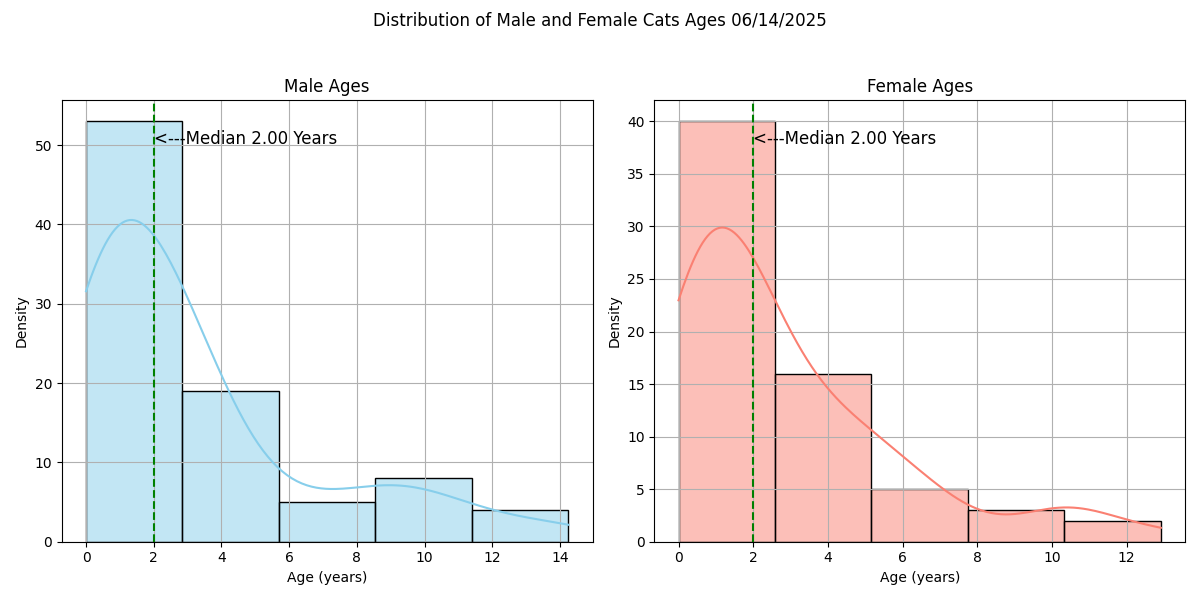 Distribution of Male and Female Cats Ages 06/14/2025
Male Ages
<---Median 2.00 Years
50
40
30
20
10
0
Density
0 2 4 6 8 10 12 14
Age (years)
Female Ages
<---Median 2.00 Years
40
35
30
25
20
15
10
5
0
Density
0 2 4 6 8 10 12
Age (years)